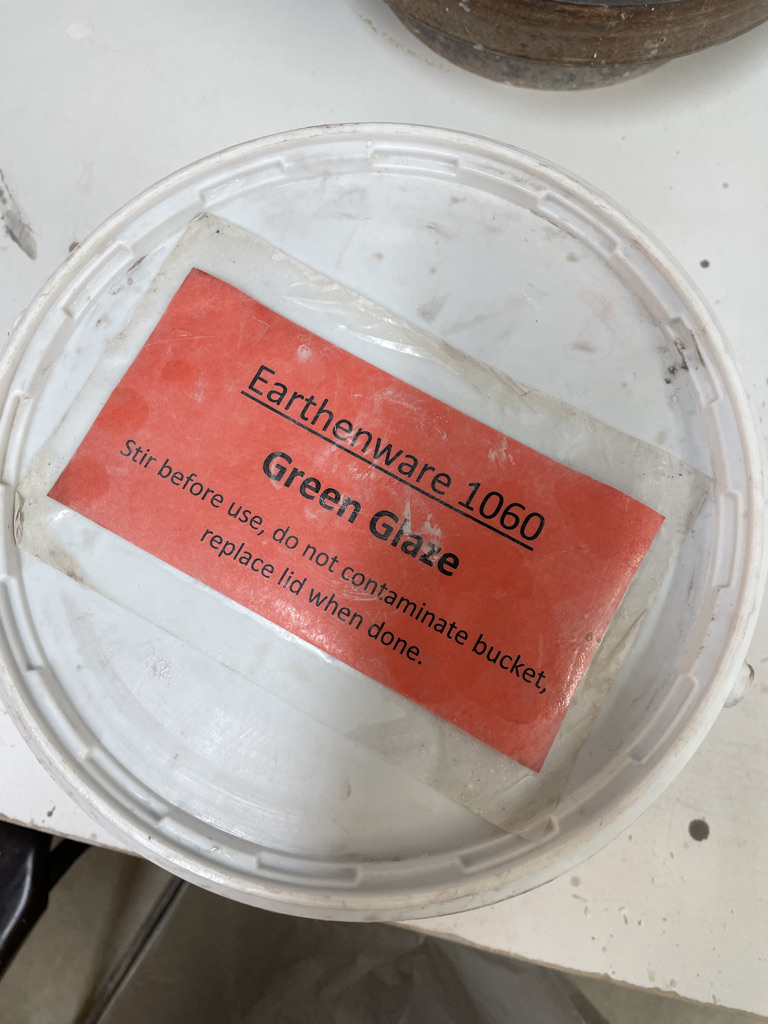 Earthenware 1060
Green Glaze
Stir before use, do not contaminate bucket,
replace lid when done.